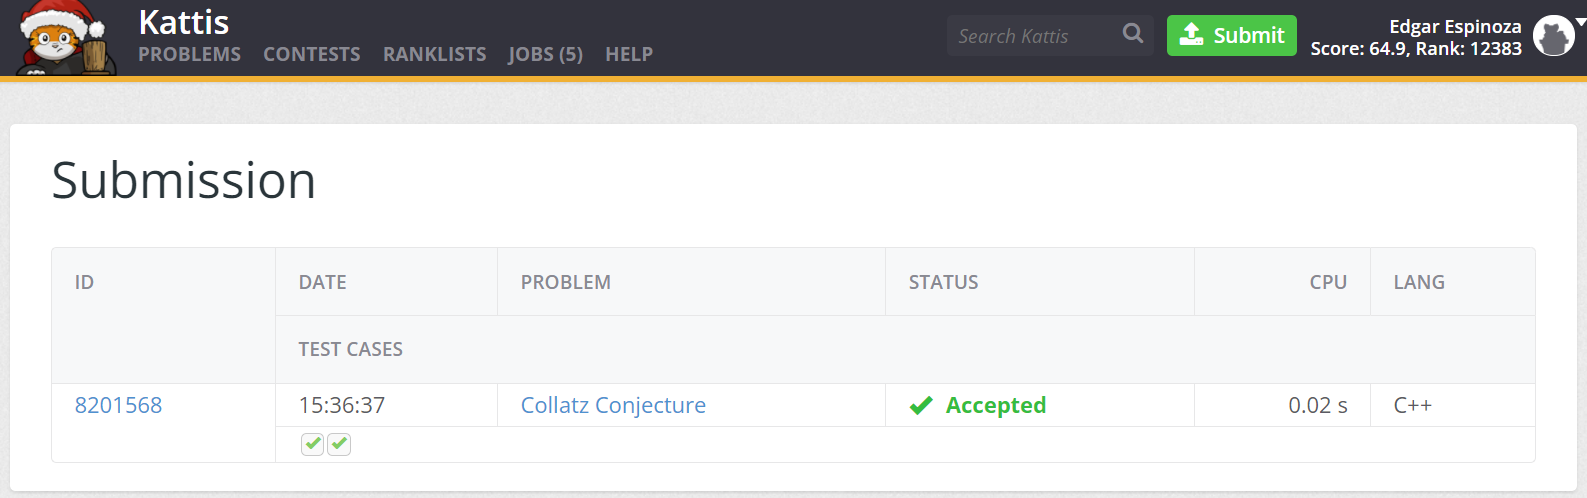 Kattis
PROBLEMS CONTESTS RANKLISTS JOBS (5) HELP
Search Kattis
Submit
Edgar Espinoza
Score: 64.9, Rank: 12383
Submission
ID DATE PROBLEM STATUS CPU LANG
TEST CASES
8201568 15:36:37 Collatz Conjecture Accepted 0.02 s C++